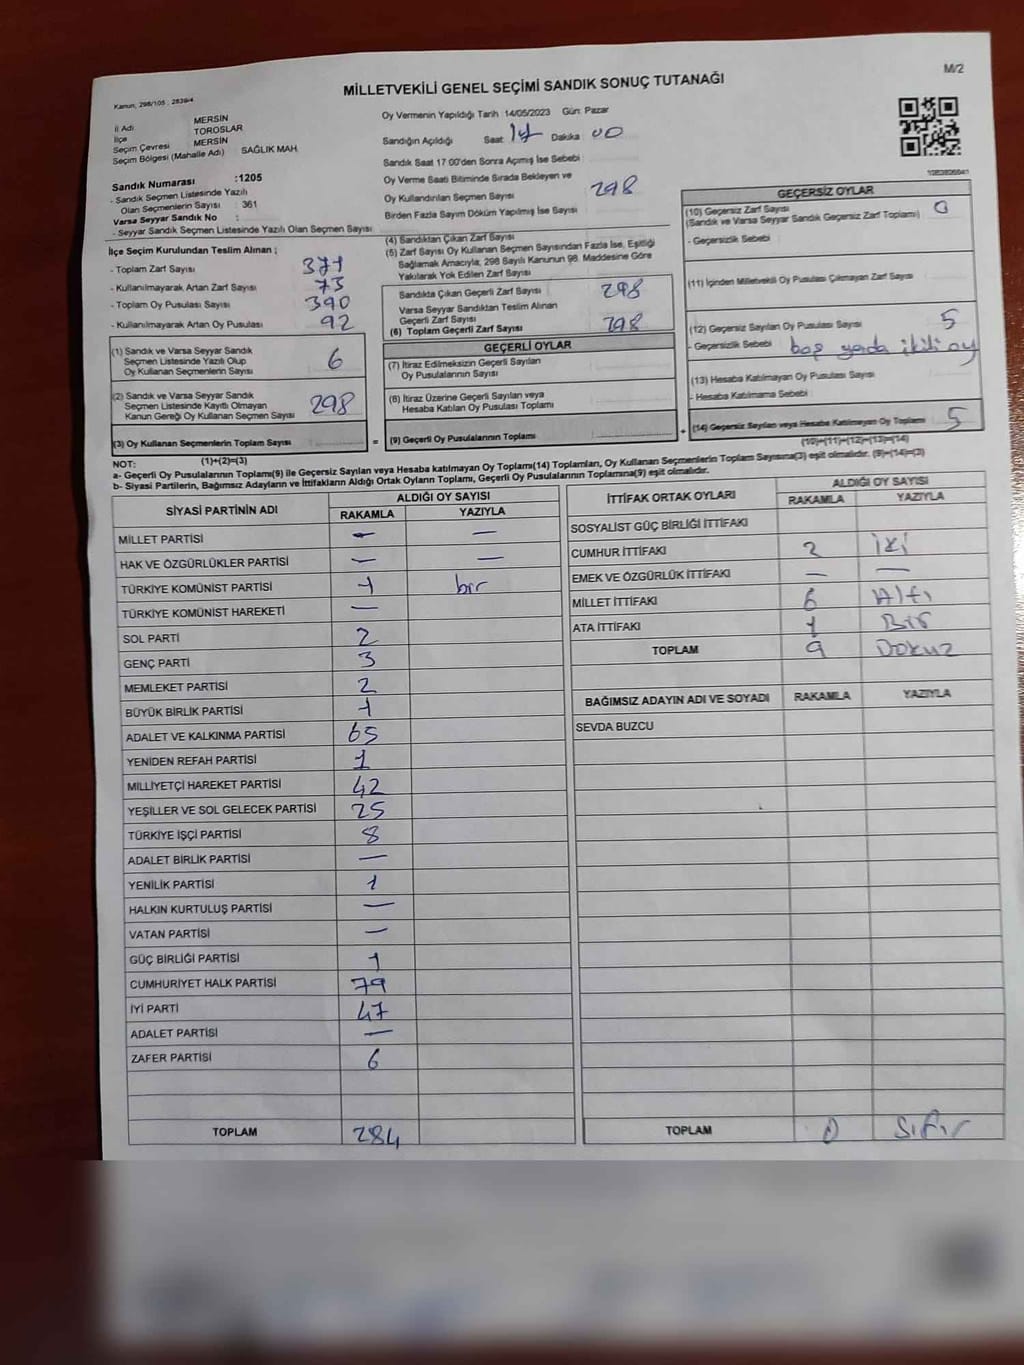 M/2
MİLLETVEKİLİ GENEL SEÇİMİ SANDIK SONUÇ TUTANAĞI
Kanun, 298/105 ; 2839/4
İl Adı MERSİN
İlçe TOROSLAR
Seçim Çevresi MERSİN
Seçim Bölgesi (Mahalle Adı) SAĞLIK MAH.
Sandık Numarası :1205
- Sandık Seçmen Listesinde Yazılı
Olan Seçmenlerin Sayısı : 361
Varsa Seyyar Sandık No :
- Seyyar Sandık Seçmen Listesinde Yazılı Olan Seçmen Sayısı
Oy Vermenin Yapıldığı Tarih :14/05/2023 Gün: Pazar
Sandığın Açıldığı Saat 17 Dakika 00
Sandık Saat 17:00'den Sonra Açımış İse Sebebi
Oy Verme Saati Bitiminde Sırada Bekleyen ve
Oy Kullandırılan Seçmen Sayısı 298
Birden Fazla Sayım Döküm Yapılmış İse Sayısı
İlçe Seçim Kurulundan Teslim Alınan ;
- Toplam Zarf Sayısı 371
- Kullanılmayarak Artan Zarf Sayısı 73
- Toplam Oy Pusulası Sayısı 390
- Kullanılmayarak Artan Oy Pusulası 92
(4) Sandıktan Çıkan Zarf Sayısı
(5) Zarf Sayısı Oy Kullanan Seçmen Sayısından Fazla İse, Eşitliği
Sağlamak Amacıyla, 298 Sayılı Kanunun 98. Maddesine Göre
Yakılarak Yok Edilen Zarf Sayısı
Sandıkta Çıkan Geçerli Zarf Sayısı 298
Varsa Seyyar Sandıktan Teslim Alınan
Geçerli Zarf Sayısı
(6) Toplam Geçerli Zarf Sayısı 298
(1) Sandık ve Varsa Seyyar Sandık
Seçmen Listesinde Yazılı Olup
Oy Kullanan Seçmenlerin Sayısı 6
(2) Sandık ve Varsa Seyyar Sandık
Seçmen Listesinde Kayıtlı Olmayan
Kanun Gereği Oy Kullanan Seçmen Sayısı 298
(3) Oy Kullanan Seçmenlerin Toplam Sayısı
=
GEÇERLİ OYLAR
(7) İtiraz Edilmeksizin Geçerli Sayılan
Oy Pusulalarının Sayısı
(8) İtiraz Üzerine Geçerli Sayılan veya
Hesaba Katılan Oy Pusulası Toplamı
(9) Geçerli Oy Pusulalarının Toplamı
+
GEÇERSİZ OYLAR
(10) Geçersiz Zarf Sayısı 0
(Sandık ve Varsa Seyyar Sandık Geçersiz Zarf Toplamı)
- Geçersizlik Sebebi
(11) İçinden Milletvekili Oy Pusulası Çıkmayan Zarf Sayısı
(12) Geçersiz Sayılan Oy Pusulası Sayısı 5
- Geçersizlik Sebebi boş yada ikili oy
(13) Hesaba Katılmayan Oy Pusulası Sayısı
- Hesaba Katılmama Sebebi
(14) Geçersiz Sayılan veya Hesaba Katılmayan Oy Toplamı 5
(10)+(11)+(12)+(13)=(14)
NOT: (1)+(2)=(3)
a- Geçerli Oy Pusulalarının Toplamı(9) ile Geçersiz Sayılan veya Hesaba katılmayan Oy Toplamı(14) Toplamları, Oy Kullanan Seçmenlerin Toplam Sayısına(3) eşit olmalıdır. (9)+(14)=(3)
b- Siyasi Partilerin, Bağımsız Adayların ve İttifakların Aldığı Ortak Oyların Toplamı, Geçerli Oy Pusulalarının Toplamına(9) eşit olmalıdır.
SİYASİ PARTİNİN ADI ALDIĞI OY SAYISI
RAKAMLA YAZIYLA
MİLLET PARTİSİ — —
HAK VE ÖZGÜRLÜKLER PARTİSİ — —
TÜRKİYE KOMÜNİST PARTİSİ 1 bir
TÜRKİYE KOMÜNİST HAREKETİ —
SOL PARTİ 2
GENÇ PARTİ 3
MEMLEKET PARTİSİ 2
BÜYÜK BİRLİK PARTİSİ 1
ADALET VE KALKINMA PARTİSİ 65
YENİDEN REFAH PARTİSİ 1
MİLLİYETÇİ HAREKET PARTİSİ 42
YEŞİLLER VE SOL GELECEK PARTİSİ 25
TÜRKİYE İŞÇİ PARTİSİ 8
ADALET BİRLİK PARTİSİ —
YENİLİK PARTİSİ 1
HALKIN KURTULUŞ PARTİSİ —
VATAN PARTİSİ —
GÜÇ BİRLİĞİ PARTİSİ 1
CUMHURİYET HALK PARTİSİ 79
İYİ PARTİ 47
ADALET PARTİSİ —
ZAFER PARTİSİ 6
TOPLAM 284
İTTİFAK ORTAK OYLARI ALDIĞI OY SAYISI
RAKAMLA YAZIYLA
SOSYALİST GÜÇ BİRLİĞİ İTTİFAKI
CUMHUR İTTİFAKI 2 iki
EMEK VE ÖZGÜRLÜK İTTİFAKI — —
MİLLET İTTİFAKI 6 Altı
ATA İTTİFAKI 1 Bir
TOPLAM 9 Dokuz
BAĞIMSIZ ADAYIN ADI VE SOYADI RAKAMLA YAZIYLA
SEVDA BUZCU
TOPLAM 0 Sıfır